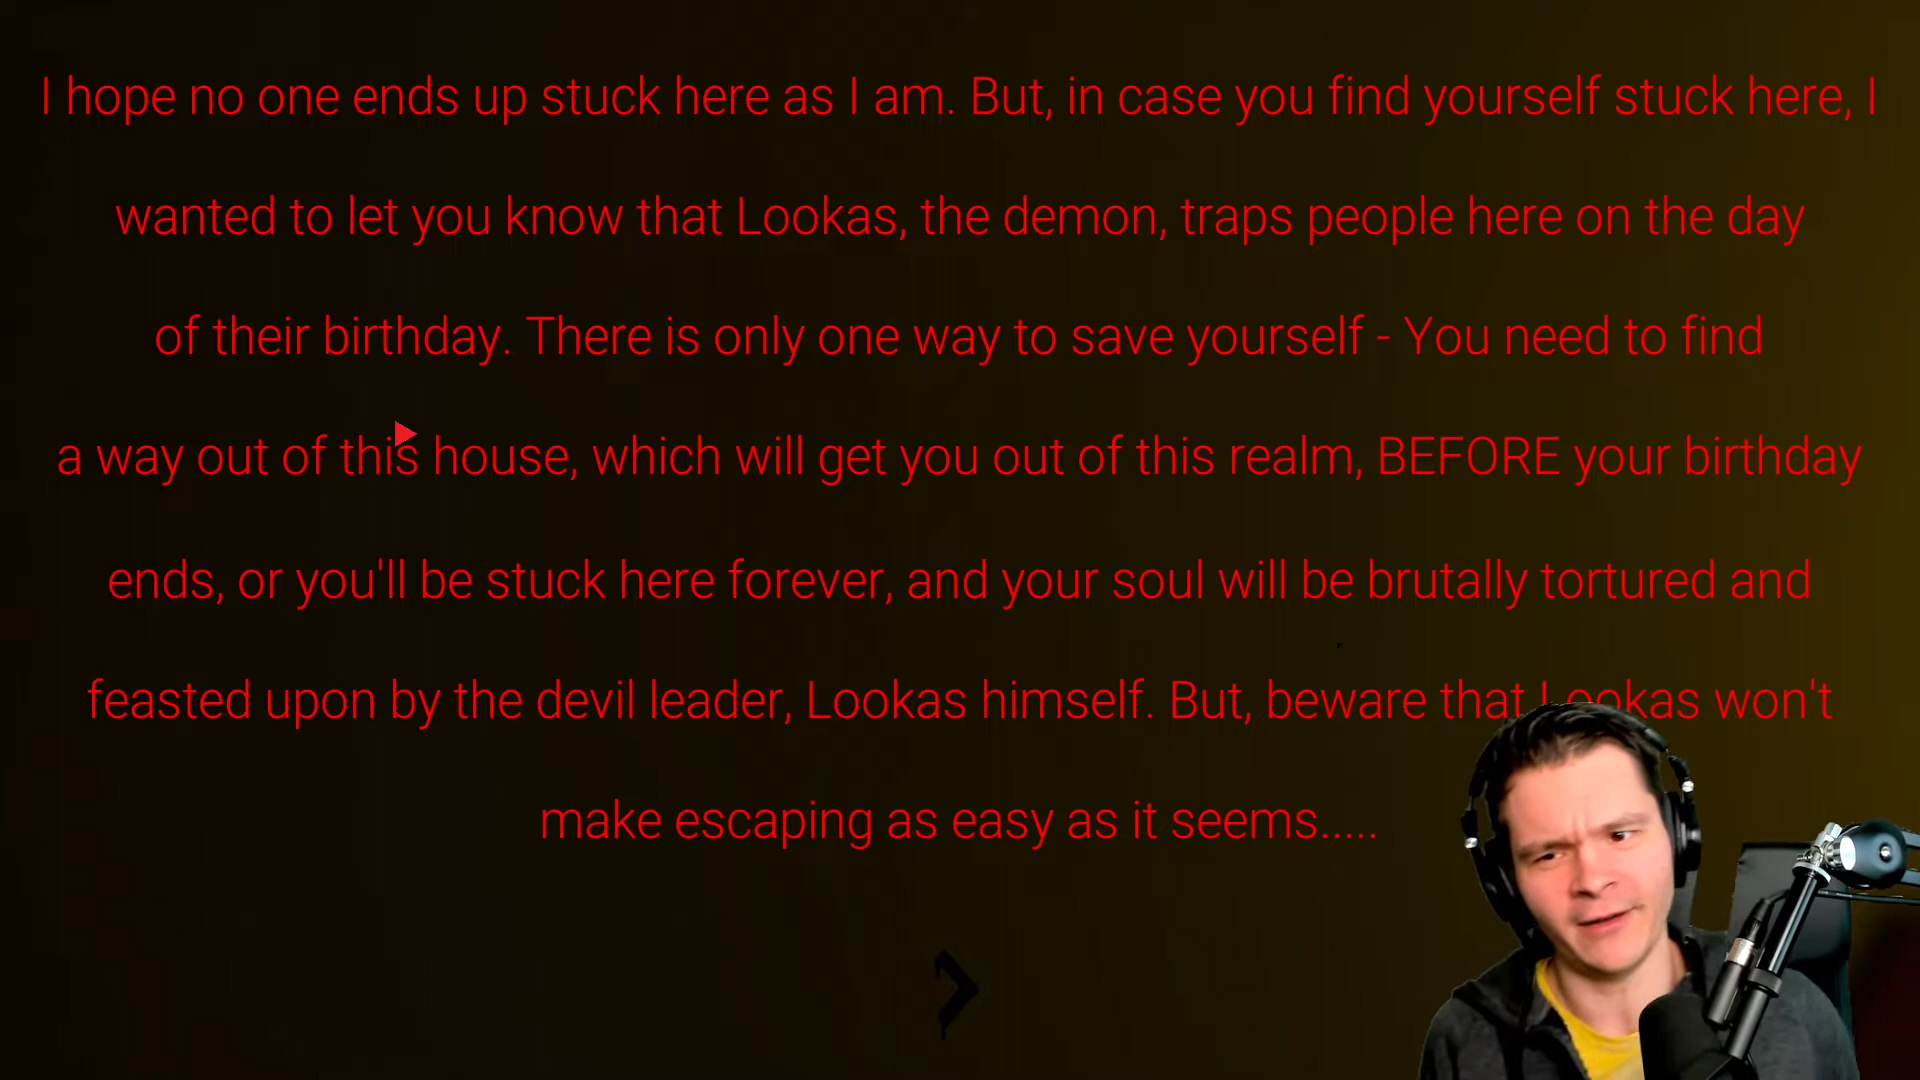 I hope no one ends up stuck here as I am. But, in case you find yourself stuck here, I
wanted to let you know that Lookas, the demon, traps people here on the day
of their birthday. There is only one way to save yourself - You need to find
a way out of this house, which will get you out of this realm, BEFORE your birthday
ends, or you'll be stuck here forever, and your soul will be brutally tortured and
feasted upon by the devil leader, Lookas himself. But, beware that Lookas won't
make escaping as easy as it seems.....